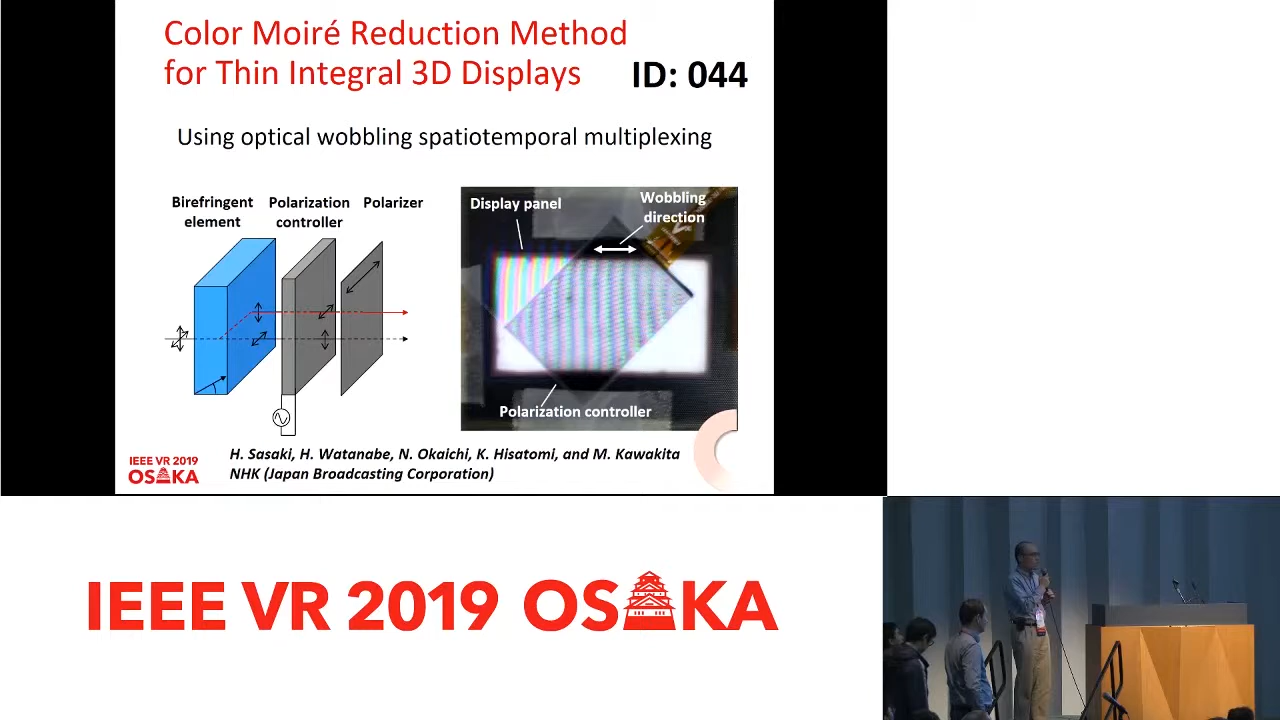 Color Moiré Reduction Method
for Thin Integral 3D Displays
ID: 044
Using optical wobbling spatiotemporal multiplexing
Birefringent
element
Polarization
controller
Polarizer
Display panel
Wobbling
direction
Polarization controller
H. Sasaki, H. Watanabe, N. Okaichi, K. Hisatomi, and M. Kawakita
NHK (Japan Broadcasting Corporation)
IEEE VR 2019
OSAKA
IEEE VR 2019 OSAKA